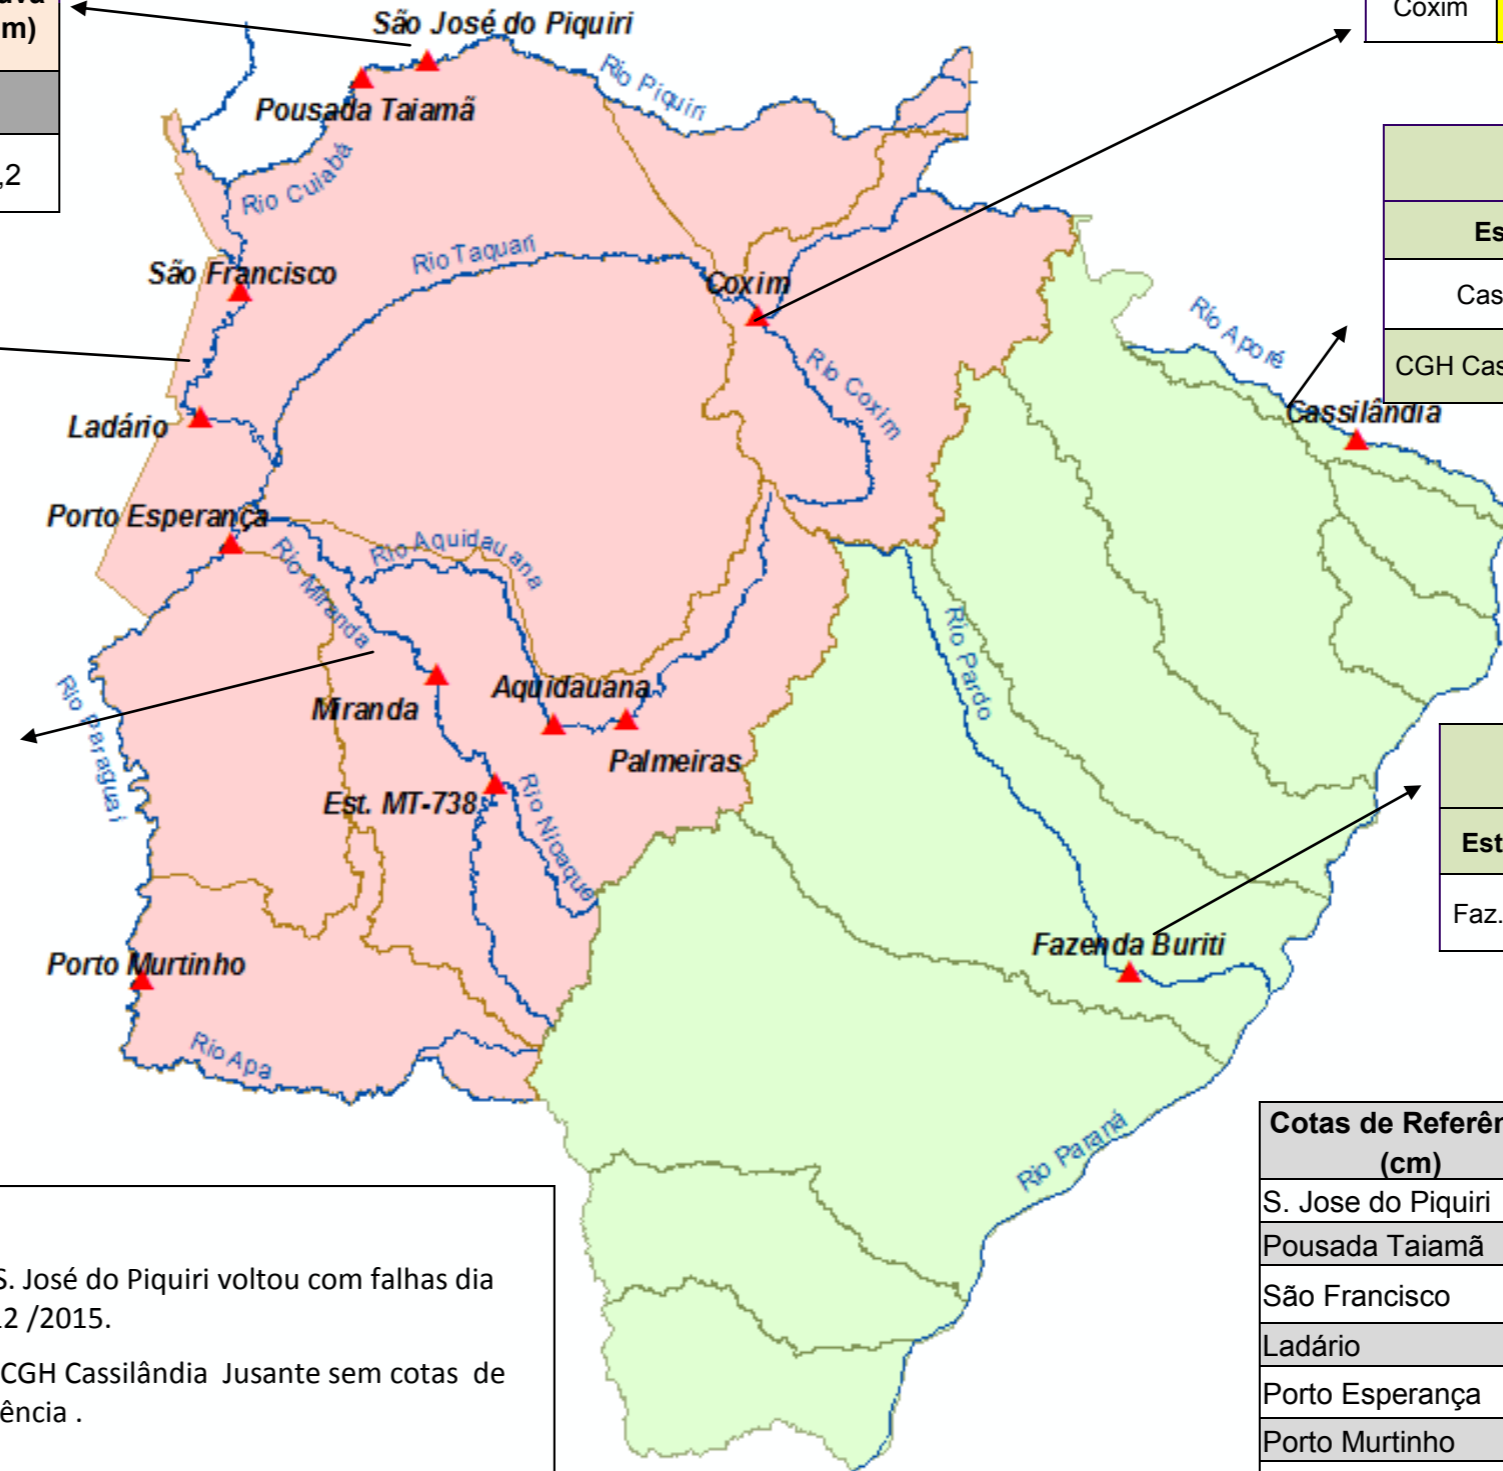 m)
,2
São José do Piquiri
Rio Piquiri
Pousada Taiamã
Rio Cuiabá
São Francisco
Rio Taquari
Coxim
Rio Coxim
Ladário
Porto Esperança
Rio Aquidauana
Rio Miranda
Miranda
Aquidauana
Palmeiras
Est. MT-738
Rio Nioaque
Rio Paraguai
Porto Murtinho
Rio Apa
Coxim
Es
Cas
CGH Cas
Rio Aporé
Cassilândia
Rio Pardo
Est
Faz.
Fazenda Buriti
Rio Paraná
S. José do Piquiri voltou com falhas dia
12 /2015.
CGH Cassilândia Jusante sem cotas de
ência .
Cotas de Referên
(cm)
S. Jose do Piquiri
Pousada Taiamã
São Francisco
Ladário
Porto Esperança
Porto Murtinho